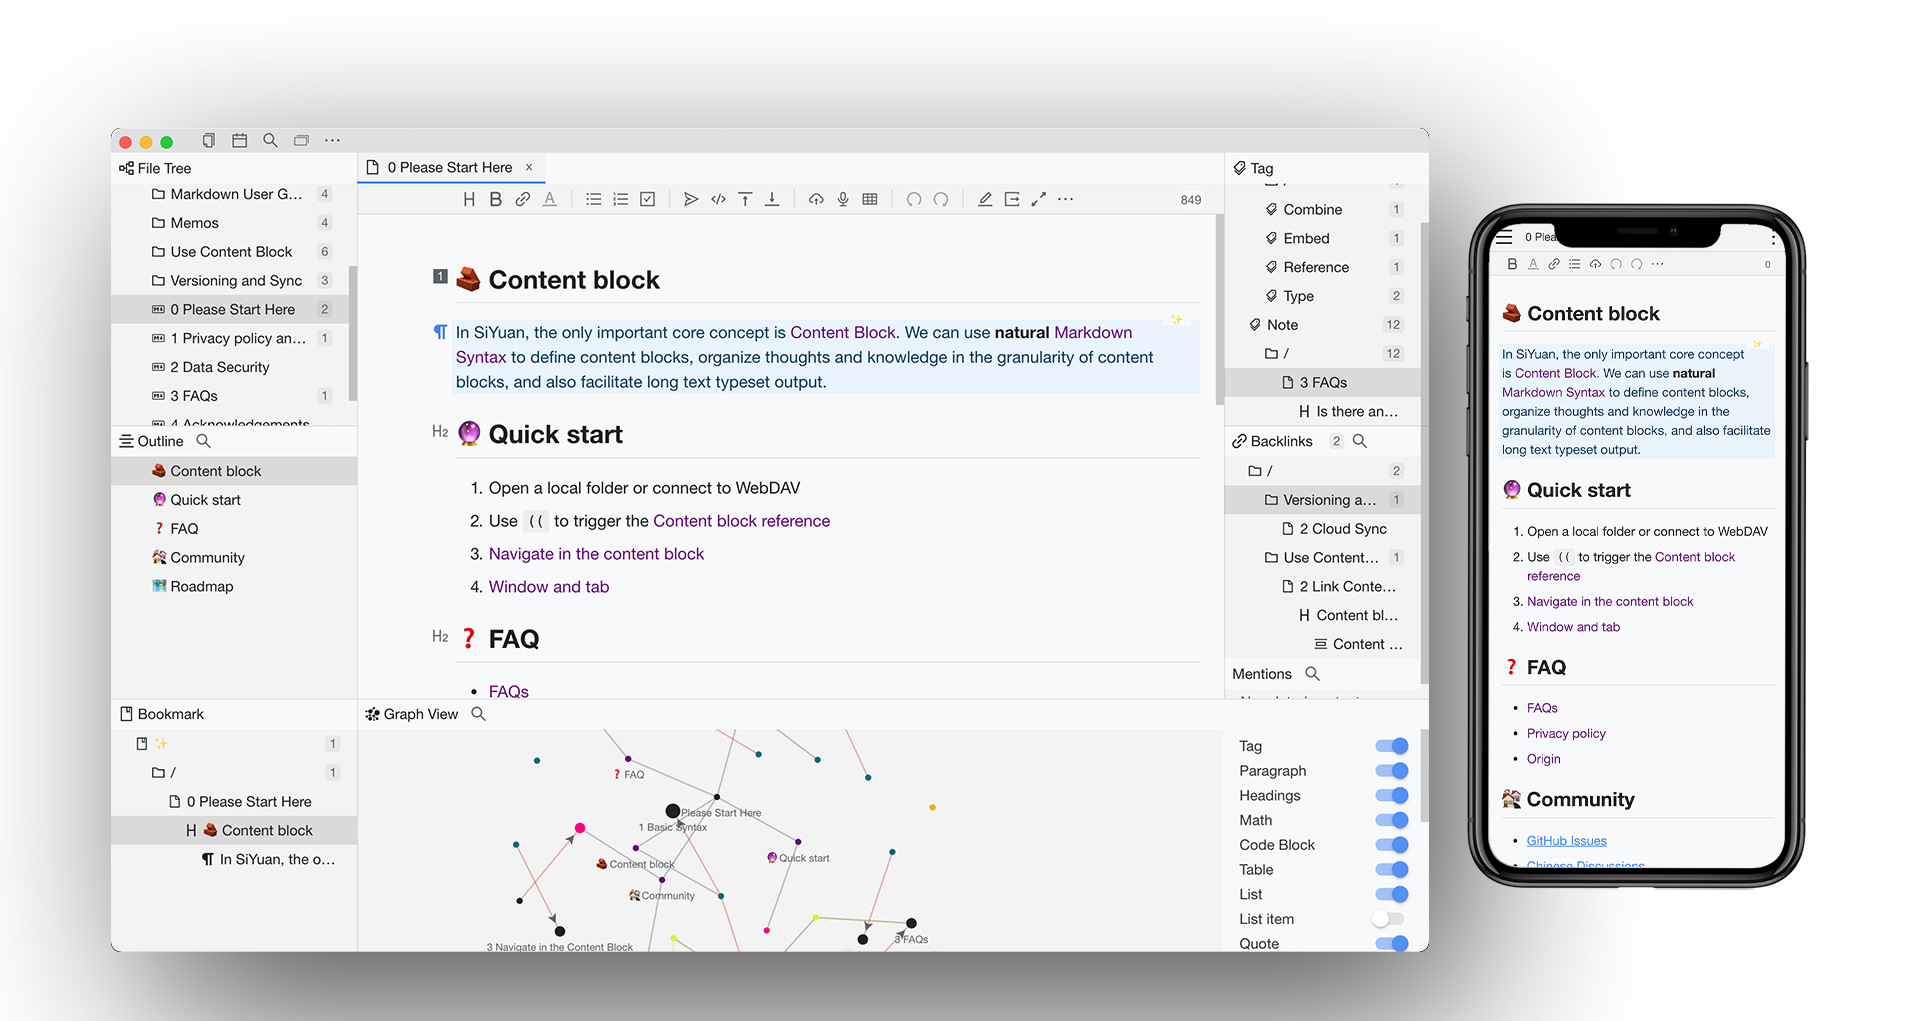 File Tree
Markdown User G... 4
Memos 4
Use Content Block 6
Versioning and Sync 3
0 Please Start Here 2
1 Privacy policy an... 1
2 Data Security
3 FAQs 1
4 Acknowledgements
Outline
Content block
Quick start
FAQ
Community
Roadmap
Bookmark
1
/ 1
0 Please Start Here
H Content block
In SiYuan, the o...
0 Please Start Here ×
H B A 849
1 Content block
In SiYuan, the only important core concept is Content Block. We can use natural Markdown
Syntax to define content blocks, organize thoughts and knowledge in the granularity of content
blocks, and also facilitate long text typeset output.
H2 Quick start
1. Open a local folder or connect to WebDAV
2. Use (( to trigger the Content block reference
3. Navigate in the content block
4. Window and tab
H2 FAQ
• FAQs
Graph View
FAQ
Please Start Here
1 Basic Syntax
Content block
Quick start
Community
3 Navigate in the Content Block
3 FAQs
Tag
Combine 1
Embed 1
Reference 1
Type 2
Note 12
/ 12
3 FAQs
H Is there an...
Backlinks 2
/ 2
Versioning a... 1
2 Cloud Sync
Use Content... 1
2 Link Conte...
H Content bl...
Content ...
Mentions
Tag
Paragraph
Headings
Math
Code Block
Table
List
List item
Quote
0 Plea
B A 0
Content block
In SiYuan, the only important core concept
is Content Block. We can use natural
Markdown Syntax to define content blocks,
organize thoughts and knowledge in the
granularity of content blocks, and also facilitate
long text typeset output.
Quick start
1. Open a local folder or connect to WebDAV
2. Use (( to trigger the Content block
reference
3. Navigate in the content block
4. Window and tab
FAQ
• FAQs
• Privacy policy
• Origin
Community
• GitHub Issues
• Chinese Discussions